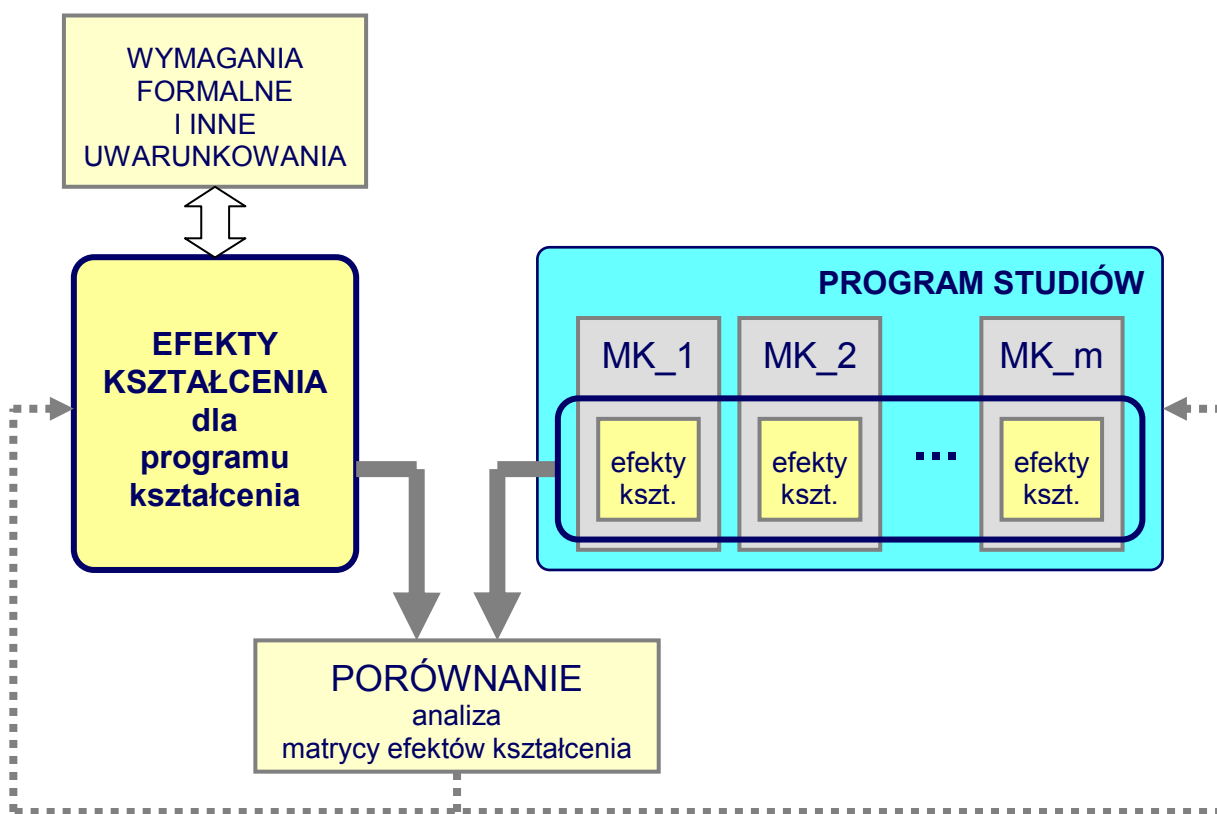 WYMAGANIA
FORMALNE
I INNE
UWARUNKOWANIA
EFEKTY
KSZTAŁCENIA
dla
programu
kształcenia
PROGRAM STUDIÓW
MK_1
MK_2
MK_m
efekty
kszt.
efekty
kszt.
...
efekty
kszt.
PORÓWNANIE
analiza
matrycy efektów kształcenia